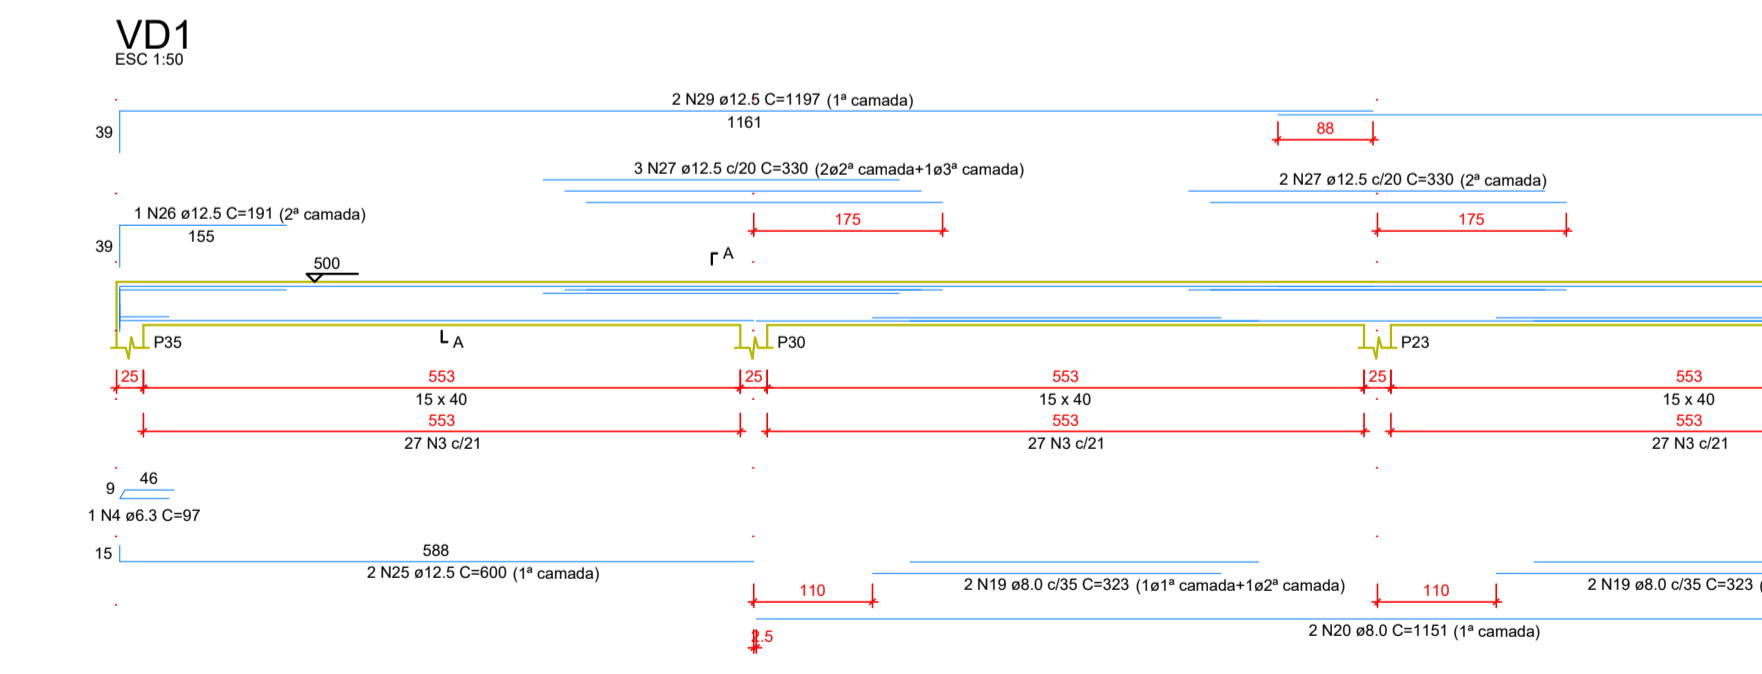 VD1
ESC 1:50
2 N29 ø12.5 C=1197 (1ª camada)
39
1161
88
3 N27 ø12.5 c/20 C=330 (2ø2ª camada+1ø3ª camada)
2 N27 ø12.5 c/20 C=330 (2ª camada)
1 N26 ø12.5 C=191 (2ª camada)
175
175
39
155
A
500
P35
A
P30
P23
25
553
25
553
25
553
15 x 40
15 x 40
15 x 40
553
553
553
27 N3 c/21
27 N3 c/21
27 N3 c/21
46
9
1 N4 ø6.3 C=97
15
588
2 N25 ø12.5 C=600 (1ª camada)
2 N19 ø8.0 c/35 C=323 (1ø1ª camada+1ø2ª camada)
2 N19 ø8.0 c/35 C=323 (
110
110
2 N20 ø8.0 C=1151 (1ª camada)
2.5